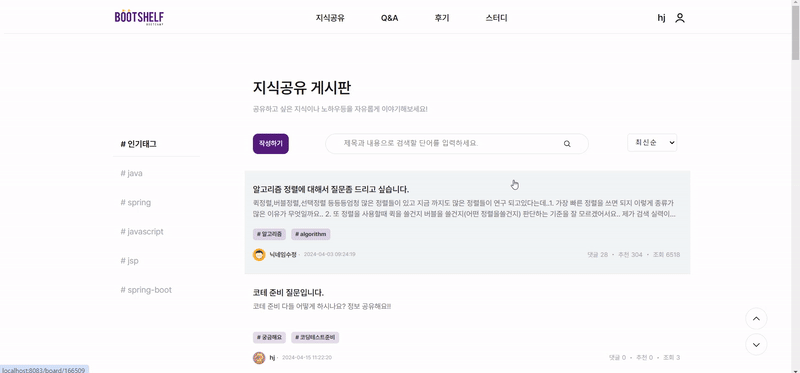 BOOTSHELF
지식공유
Q&A
후기
스터디
hj
지식공유 게시판
공유하고 싶은 지식이나 노하우등을 자유롭게 이야기해보세요!
# 인기태그
작성하기
제목과 내용으로 검색할 단어를 입력하세요.
최신순
# java
# spring
# javascript
# jsp
# spring-boot
알고리즘 정렬에 대해서 질문좀 드리고 싶습니다.
퀵정렬,버블정렬,선택정렬 등등등엄청 많은 정렬들이 있고 지금 까지도 많은 정렬들이 연구 되고있다는데..1. 가장 빠른 정렬을 쓰면 되지 이렇게 종류가
많은 이유가 무엇일까요.. 2. 또 정렬을 사용할때 퀵을 쓸건지 버블을 쓸건지(어떤 정렬을쓸건지) 판단하는 기준을 잘 모르겠어서요.. 제가 검색 실력이...
# 알고리즘
# algorithm
닉네임수정 · 2024-04-03 09:24:19
댓글 28 • 추천 304 • 조회 6518
코테 준비 질문입니다.
코테 준비 다들 어떻게 하시나요? 정보 공유해요!!
# 궁금해요
# 코딩테스트준비
hj · 2024-04-15 11:22:20
댓글 0 • 추천 0 • 조회 3
localhost:8083/board/166509